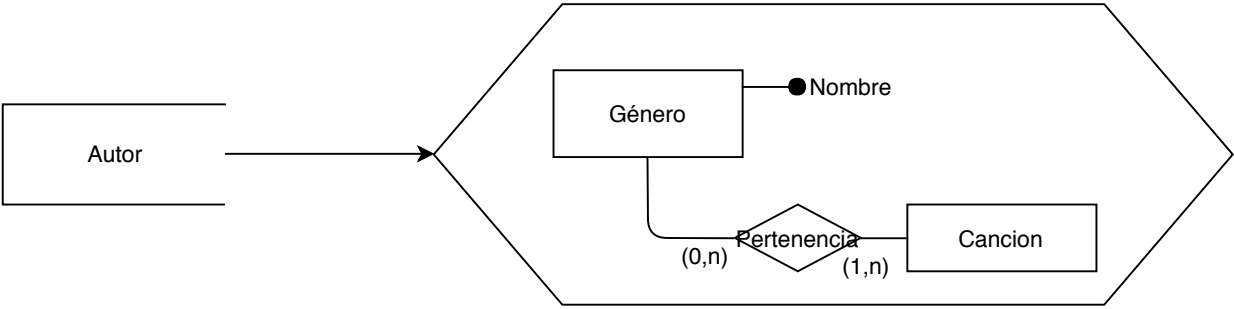 Nombre
Género
Autor
Pertenencia
Cancion
(0,n)
(1,n)